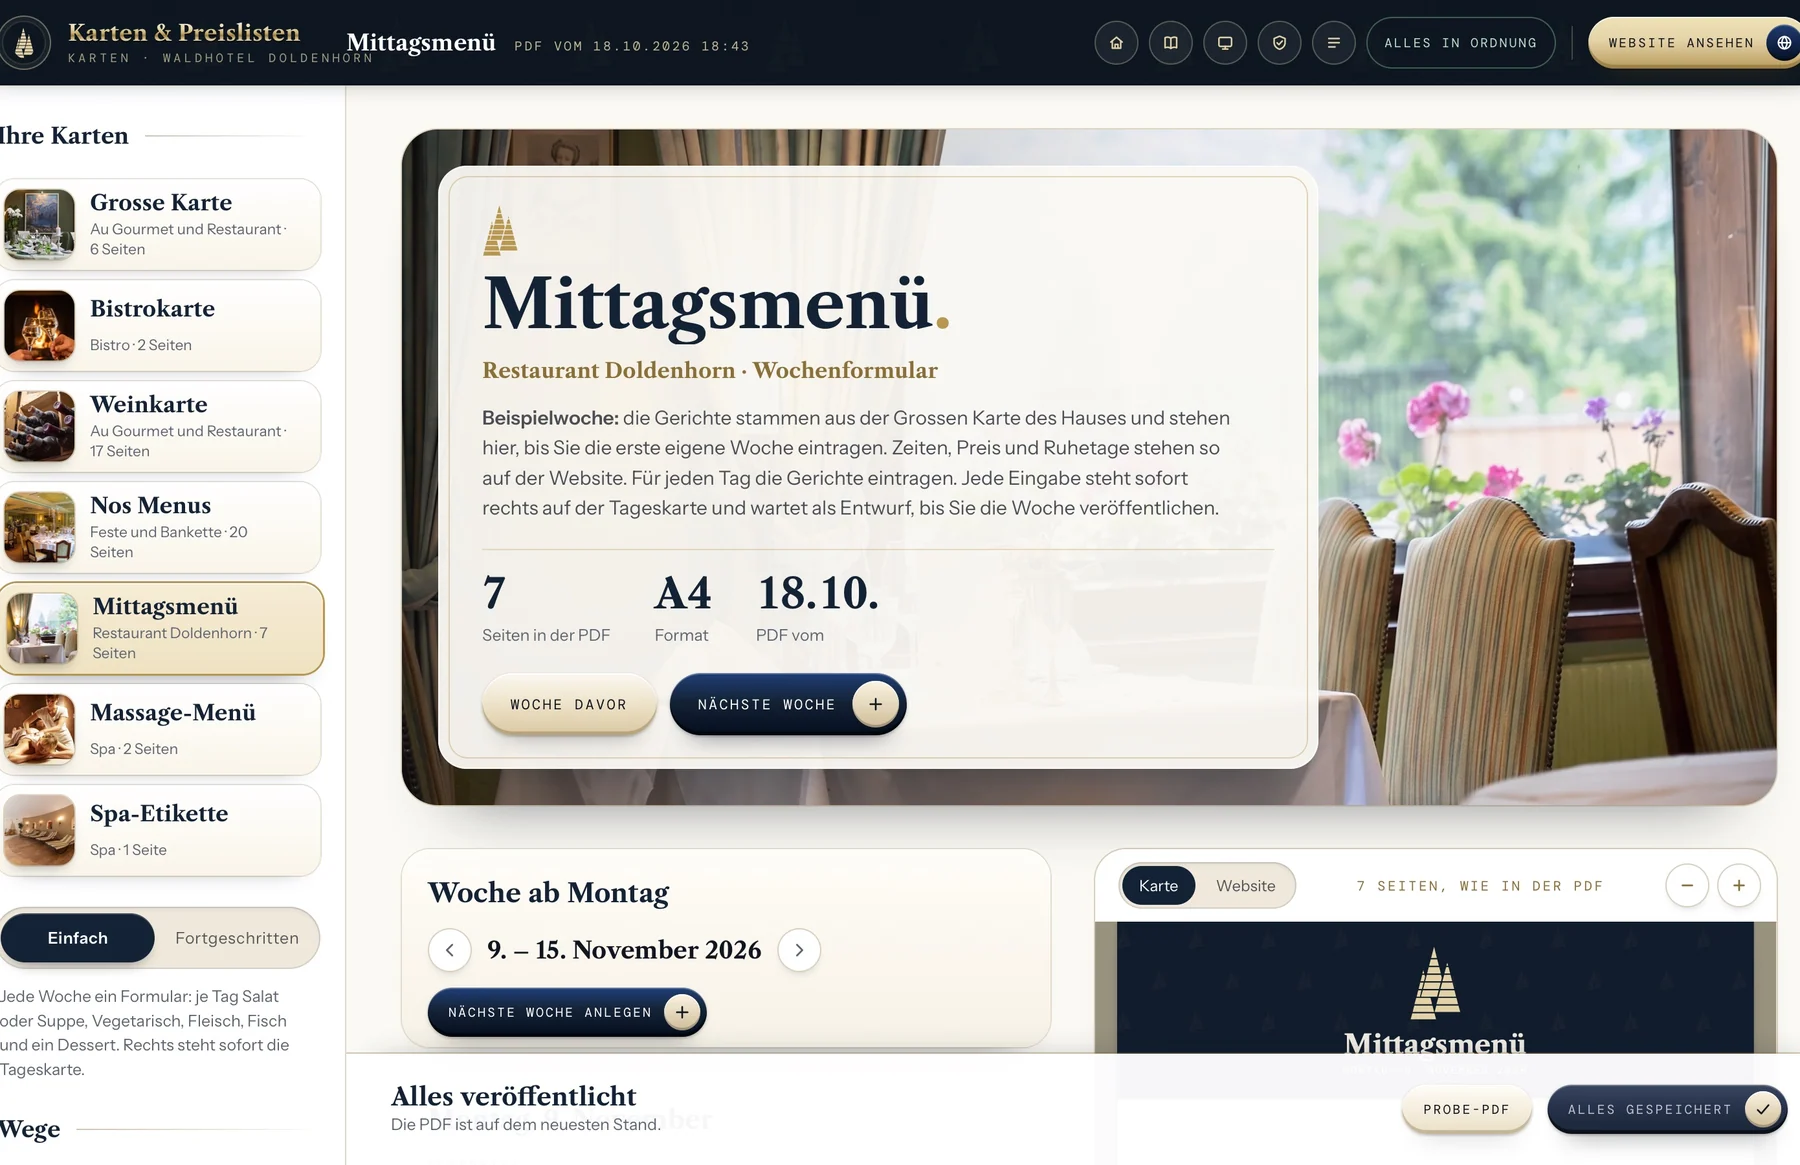 Karten & Preislisten
KARTEN · WALDHOTEL DOLDENHORN
Mittagsmenü
PDF VOM 18.10.2026 18:43
ALLES IN ORDNUNG
WEBSITE ANSEHEN
Ihre Karten
Grosse Karte
Au Gourmet und Restaurant ·
6 Seiten
Bistrokarte
Bistro · 2 Seiten
Weinkarte
Au Gourmet und Restaurant ·
17 Seiten
Nos Menus
Feste und Bankette · 20
Seiten
Mittagsmenü
Restaurant Doldenhorn · 7
Seiten
Massage-Menü
Spa · 2 Seiten
Spa-Etikette
Spa · 1 Seite
Einfach
Fortgeschritten
Jede Woche ein Formular: je Tag Salat
oder Suppe, Vegetarisch, Fleisch, Fisch
und ein Dessert. Rechts steht sofort die
Tageskarte.
Wege
Mittagsmenü.
Restaurant Doldenhorn · Wochenformular
Beispielwoche: die Gerichte stammen aus der Grossen Karte des Hauses und stehen
hier, bis Sie die erste eigene Woche eintragen. Zeiten, Preis und Ruhetage stehen so
auf der Website. Für jeden Tag die Gerichte eintragen. Jede Eingabe steht sofort
rechts auf der Tageskarte und wartet als Entwurf, bis Sie die Woche veröffentlichen.
7
Seiten in der PDF
A4
Format
18.10.
PDF vom
WOCHE DAVOR
NÄCHSTE WOCHE
Woche ab Montag
9. – 15. November 2026
NÄCHSTE WOCHE ANLEGEN
Karte
Website
7 SEITEN, WIE IN DER PDF
Mittagsmenü
Alles veröffentlicht
Die PDF ist auf dem neuesten Stand.
PROBE-PDF
ALLES GESPEICHERT